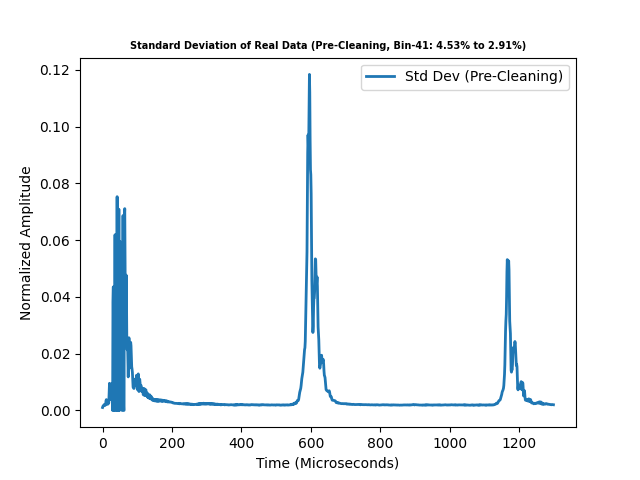 Standard Deviation of Real Data (Pre-Cleaning, Bin-41: 4.53% to 2.91%)
Std Dev (Pre-Cleaning)
Normalized Amplitude
0.12
0.10
0.08
0.06
0.04
0.02
0.00
0 200 400 600 800 1000 1200
Time (Microseconds)